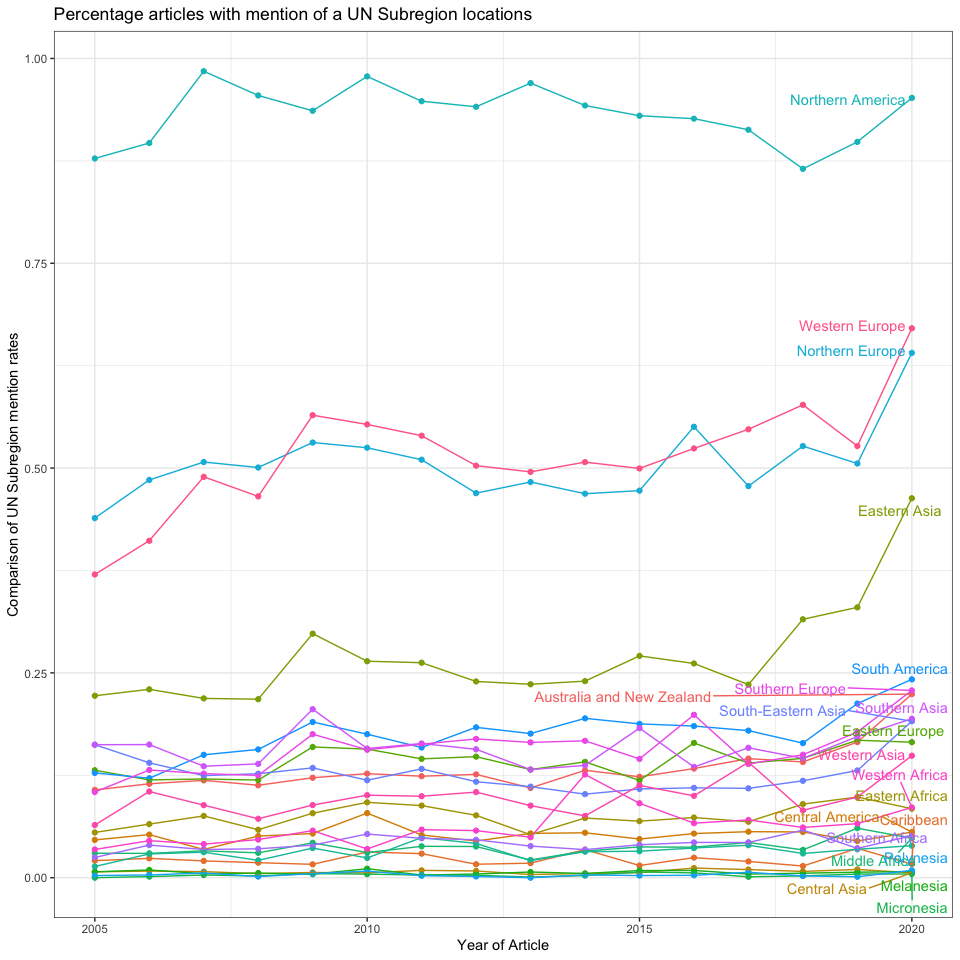 Percentage articles with mention of a UN Subregion locations
Comparison of UN Subregion mention rates
1.00
0.75
0.50
0.25
0.00
Northern America
Western Europe
Northern Europe
Eastern Asia
South America
Southern Europe
Australia and New Zealand
Southern Asia
South-Eastern Asia
Eastern Europe
Western Asia
Western Africa
Eastern Africa
Central America
Caribbean
Southern Africa
Polynesia
Middle Africa
Melanesia
Central Asia
Micronesia
2005
2010
2015
2020
Year of Article